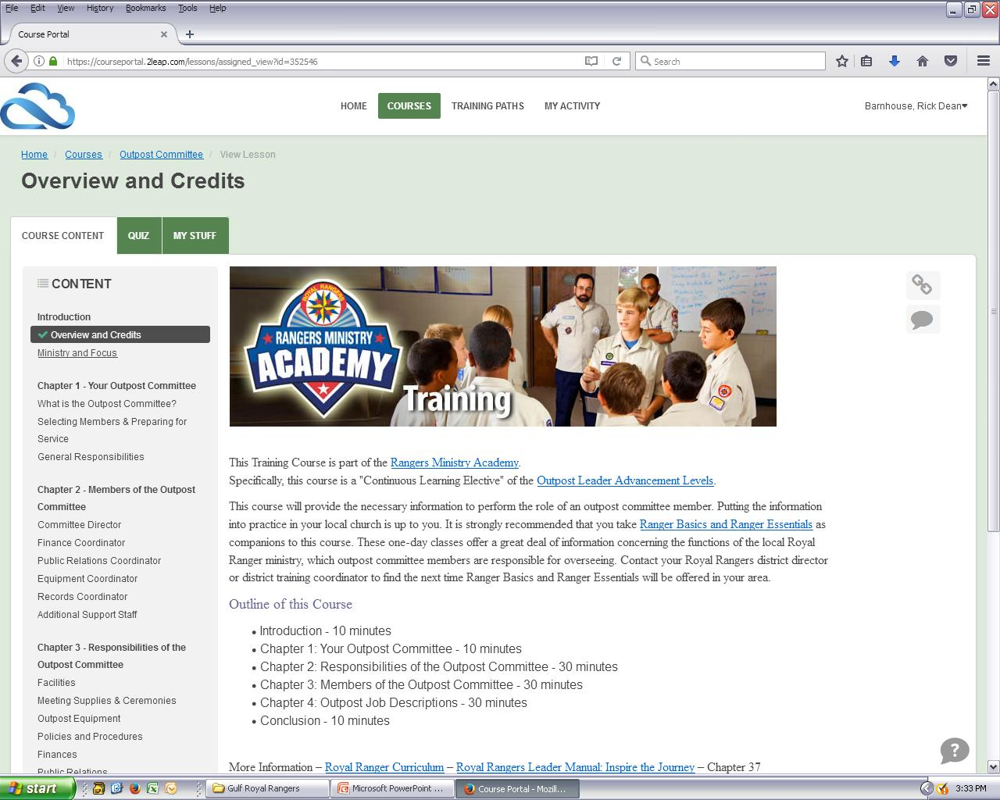 File Edit View History Bookmarks Tools Help
Course Portal
https://courseportal.2leap.com/lessons/assigned_view?id=352546
Search
HOME COURSES TRAINING PATHS MY ACTIVITY
Barnhouse, Rick Dean
Home / Courses / Outpost Committee / View Lesson
Overview and Credits
COURSE CONTENT QUIZ MY STUFF
CONTENT
Introduction
Overview and Credits
Ministry and Focus
Chapter 1 - Your Outpost Committee
What is the Outpost Committee?
Selecting Members & Preparing for
Service
General Responsibilities
Chapter 2 - Members of the Outpost
Committee
Committee Director
Finance Coordinator
Public Relations Coordinator
Equipment Coordinator
Records Coordinator
Additional Support Staff
Chapter 3 - Responsibilities of the
Outpost Committee
Facilities
Meeting Supplies & Ceremonies
Outpost Equipment
Policies and Procedures
Finances
Public Relations
ROYAL RANGERS
RANGERS MINISTRY
ACADEMY
Training
This Training Course is part of the Rangers Ministry Academy.
Specifically, this course is a "Continuous Learning Elective" of the Outpost Leader Advancement Levels.
This course will provide the necessary information to perform the role of an outpost committee member. Putting the information
into practice in your local church is up to you. It is strongly recommended that you take Ranger Basics and Ranger Essentials as
companions to this course. These one-day classes offer a great deal of information concerning the functions of the local Royal
Ranger ministry, which outpost committee members are responsible for overseeing. Contact your Royal Rangers district director
or district training coordinator to find the next time Ranger Basics and Ranger Essentials will be offered in your area.
Outline of this Course
• Introduction - 10 minutes
• Chapter 1: Your Outpost Committee - 10 minutes
• Chapter 2: Responsibilities of the Outpost Committee - 30 minutes
• Chapter 3: Members of the Outpost Committee - 30 minutes
• Chapter 4: Outpost Job Descriptions - 30 minutes
• Conclusion - 10 minutes
More Information – Royal Ranger Curriculum – Royal Rangers Leader Manual: Inspire the Journey – Chapter 37
?
start
Gulf Royal Rangers
Microsoft PowerPoint ...
Course Portal - Mozill...
3:33 PM